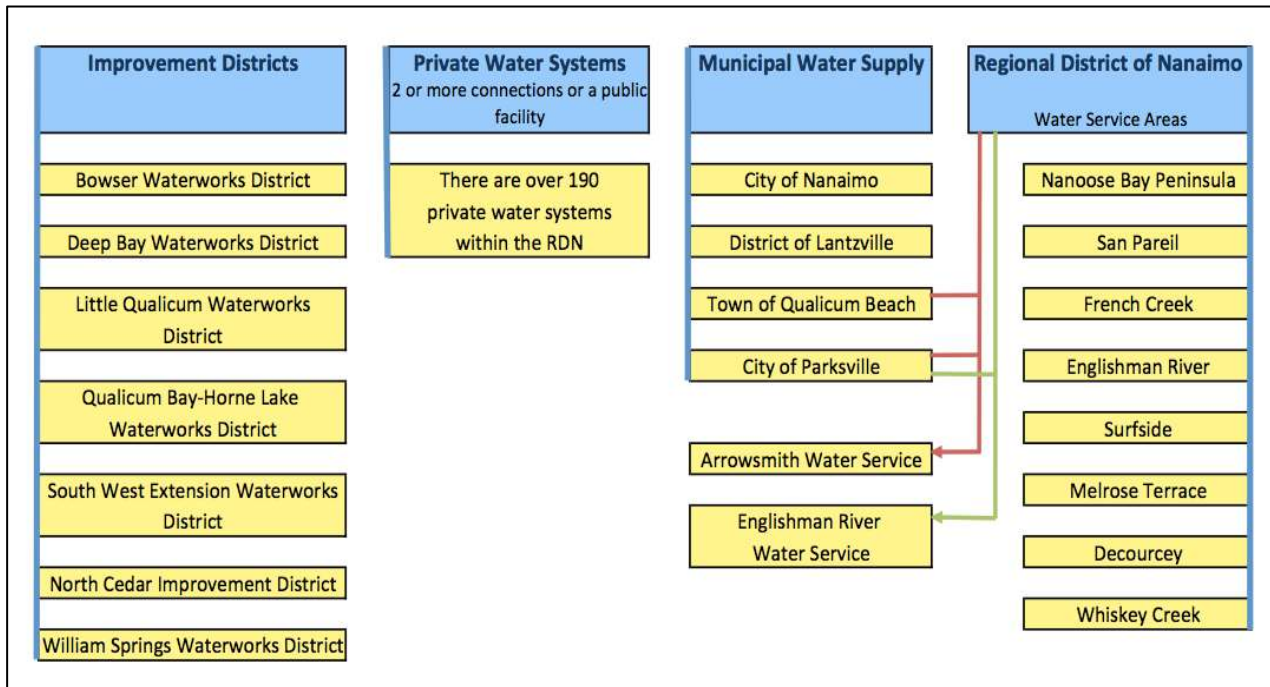 Improvement Districts
Bowser Waterworks District
Deep Bay Waterworks District
Little Qualicum Waterworks
District
Qualicum Bay-Horne Lake
Waterworks District
South West Extension Waterworks
District
North Cedar Improvement District
William Springs Waterworks District
Private Water Systems
2 or more connections or a public
facility
There are over 190
private water systems
within the RDN
Municipal Water Supply
City of Nanaimo
District of Lantzville
Town of Qualicum Beach
City of Parksville
Arrowsmith Water Service
Englishman River
Water Service
Regional District of Nanaimo
Water Service Areas
Nanoose Bay Peninsula
San Pareil
French Creek
Englishman River
Surfside
Melrose Terrace
Decourcey
Whiskey Creek